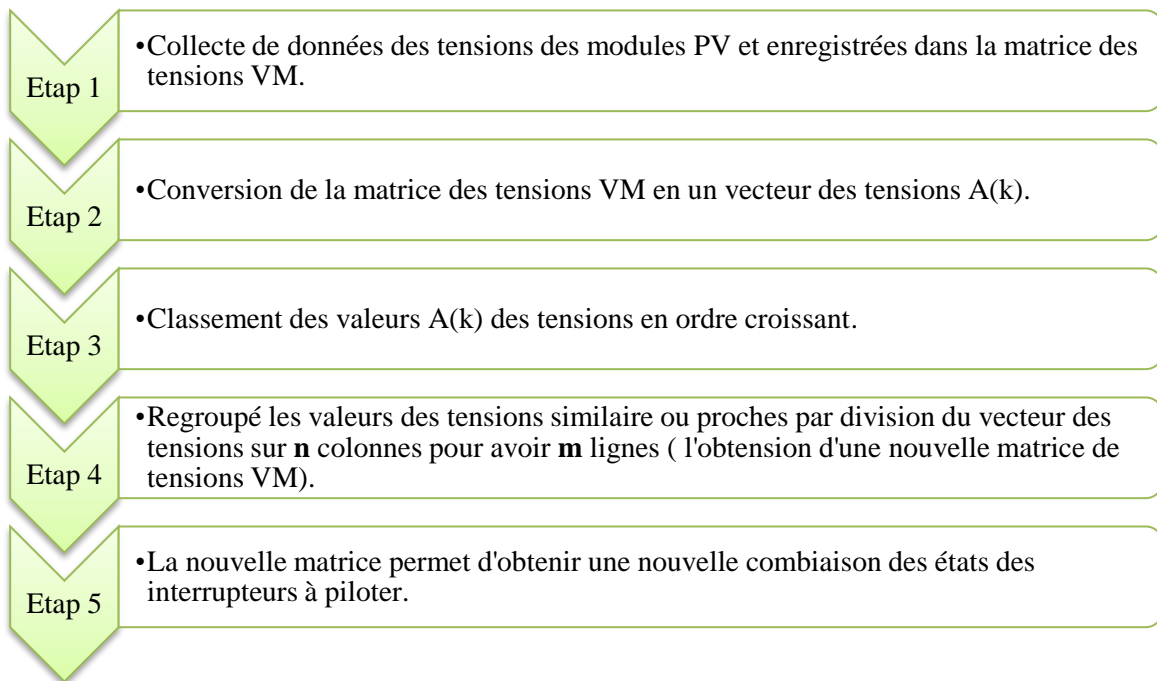 Etap 1
•Collecte de données des tensions des modules PV et enregistrées dans la matrice des
tensions VM.
Etap 2
•Conversion de la matrice des tensions VM en un vecteur des tensions A(k).
Etap 3
•Classement des valeurs A(k) des tensions en ordre croissant.
Etap 4
•Regroupé les valeurs des tensions similaire ou proches par division du vecteur des
tensions sur n colonnes pour avoir m lignes ( l'obtention d'une nouvelle matrice de
tensions VM).
Etap 5
•La nouvelle matrice permet d'obtenir une nouvelle combiaison des états des
interrupteurs à piloter.